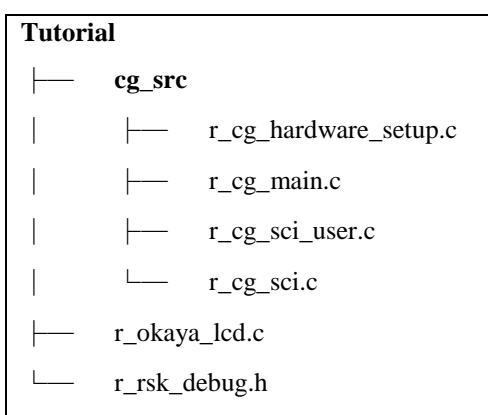 Tutorial
├── cg_src
│ ├── r_cg_hardware_setup.c
│ ├── r_cg_main.c
│ ├── r_cg_sci_user.c
│ └── r_cg_sci.c
├── r_okaya_lcd.c
└── r_rsk_debug.h